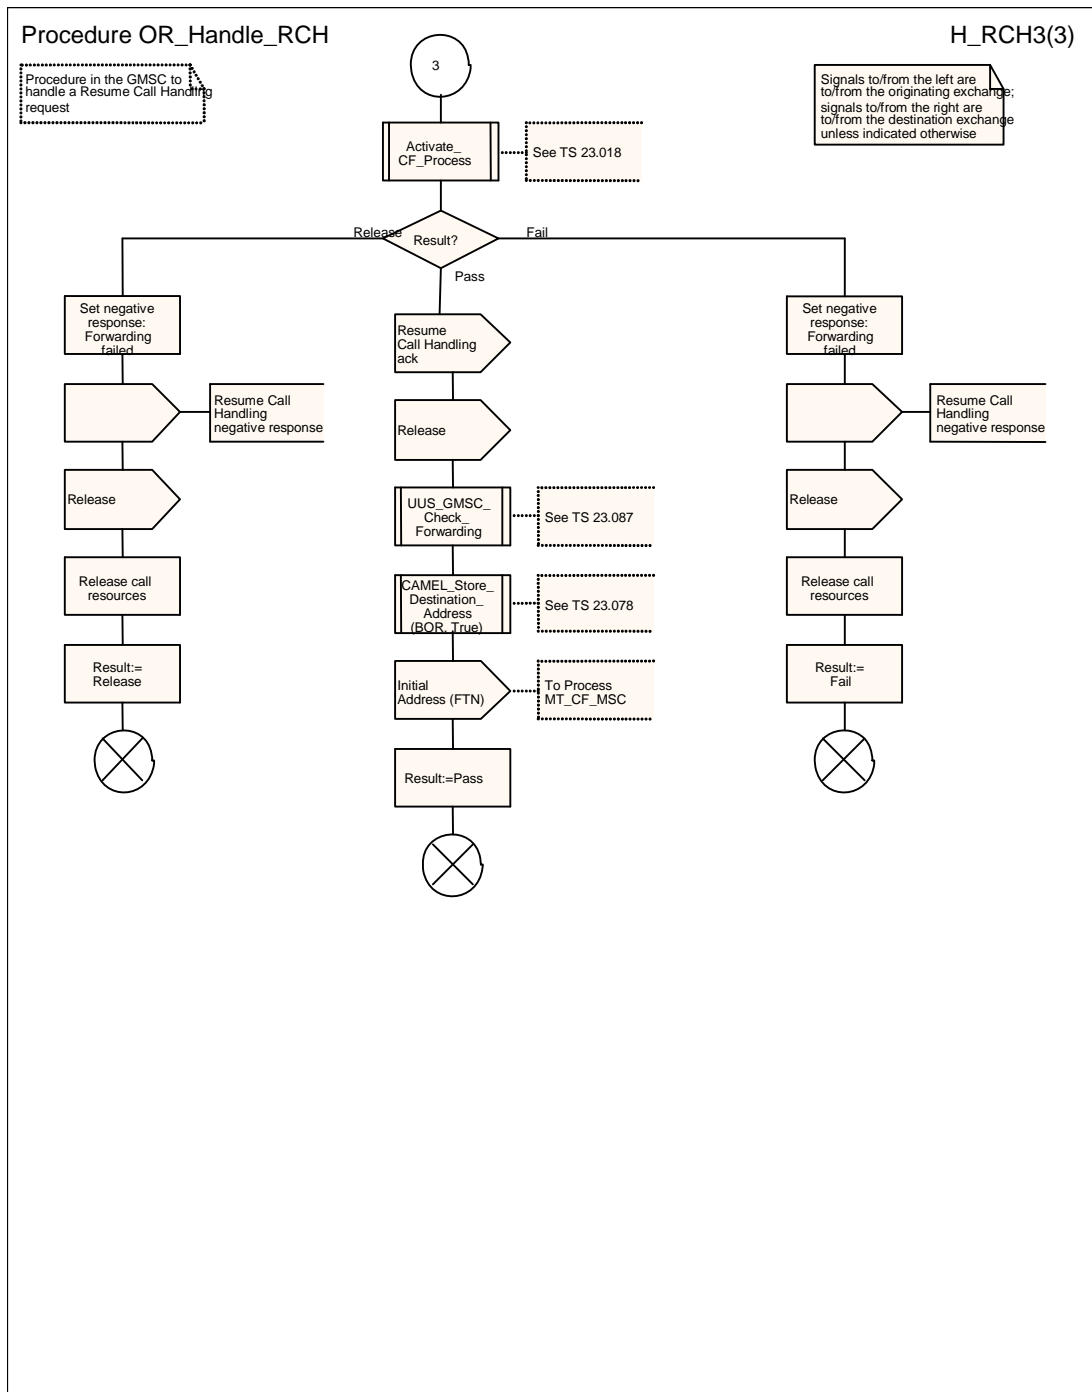 Procedure OR_Handle_RCH
H_RCH3(3)
Procedure in the GMSC to
handle a Resume Call Handling
request
3
Signals to/from the left are
to/from the originating exchange;
signals to/from the right are
to/from the destination exchange
unless indicated otherwise
Activate_
CF_Process
See TS 23.018
Release
Result?
Fail
Pass
Set negative
response:
Forwarding
failed
Resume Call
Handling
negative response
Release
Release call
resources
Result:=
Release
Resume
Call Handling
ack
Release
UUS_GMSC_
Check_
Forwarding
See TS 23.087
CAMEL_Store_
Destination_
Address
(BOR, True)
See TS 23.078
Initial
Address (FTN)
To Process
MT_CF_MSC
Result:=Pass
Set negative
response:
Forwarding
failed
Resume Call
Handling
negative response
Release
Release call
resources
Result:=
Fail